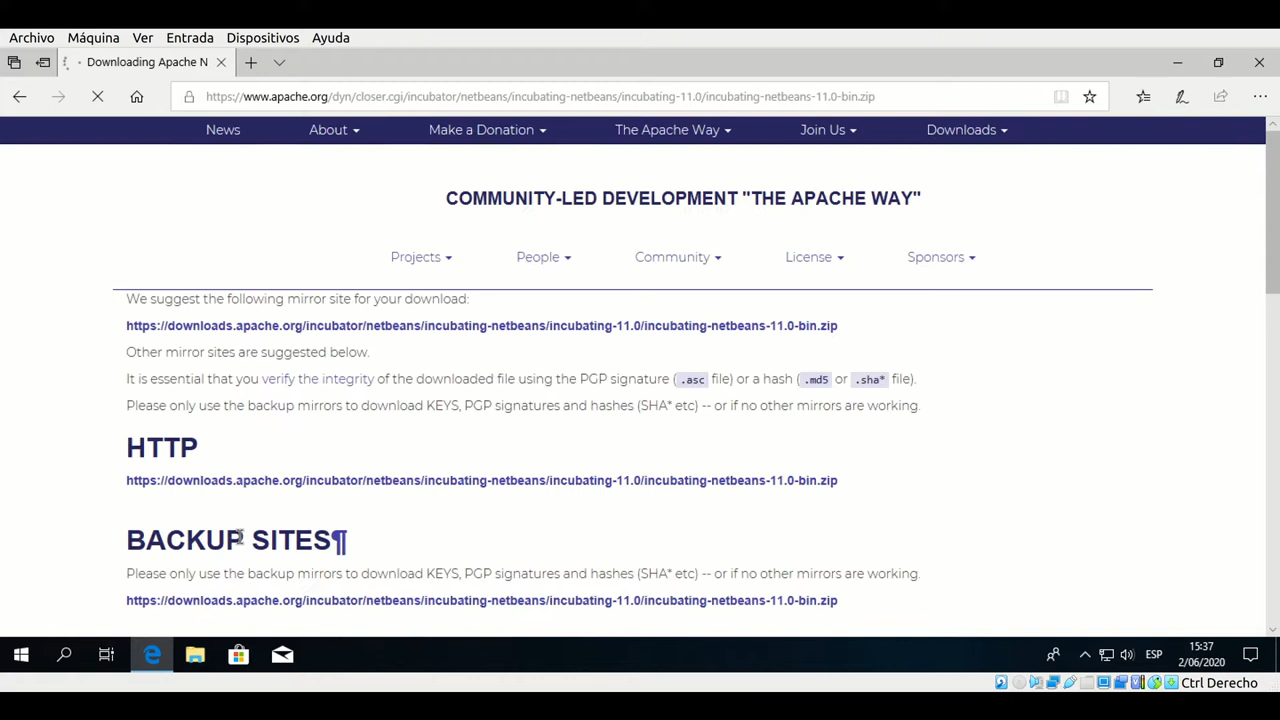 Archivo Máquina Ver Entrada Dispositivos Ayuda
Downloading Apache N
https://www.apache.org/dyn/closer.cgi/incubator/netbeans/incubating-netbeans/incubating-11.0/incubating-netbeans-11.0-bin.zip
News About Make a Donation The Apache Way Join Us Downloads
COMMUNITY-LED DEVELOPMENT "THE APACHE WAY"
Projects People Community License Sponsors
We suggest the following mirror site for your download:
https://downloads.apache.org/incubator/netbeans/incubating-netbeans/incubating-11.0/incubating-netbeans-11.0-bin.zip
Other mirror sites are suggested below.
It is essential that you verify the integrity of the downloaded file using the PGP signature (.asc file) or a hash (.md5 or .sha* file).
Please only use the backup mirrors to download KEYS, PGP signatures and hashes (SHA* etc) -- or if no other mirrors are working.
HTTP
https://downloads.apache.org/incubator/netbeans/incubating-netbeans/incubating-11.0/incubating-netbeans-11.0-bin.zip
BACKUP SITES¶
Please only use the backup mirrors to download KEYS, PGP signatures and hashes (SHA* etc) -- or if no other mirrors are working.
https://downloads.apache.org/incubator/netbeans/incubating-netbeans/incubating-11.0/incubating-netbeans-11.0-bin.zip
ESP
15:37
2/06/2020
Ctrl Derecho